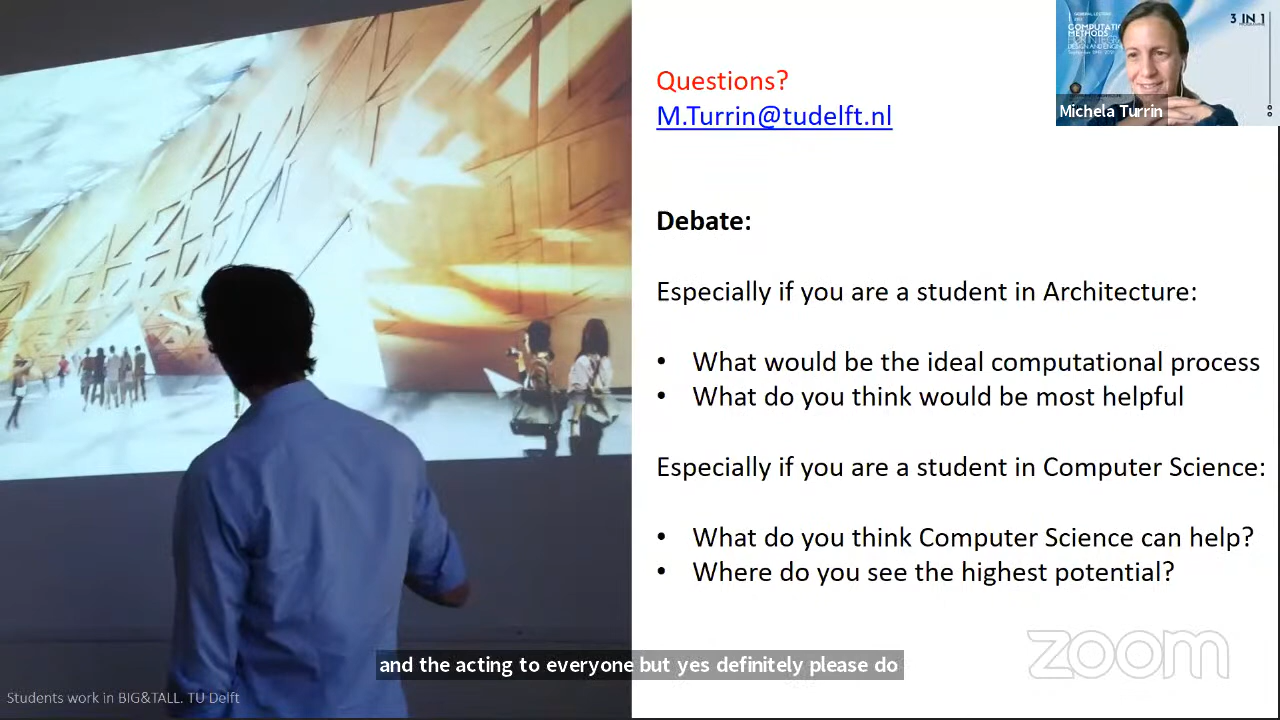 Questions?
M.Turrin@tudelft.nl
Debate:
Especially if you are a student in Architecture:
• What would be the ideal computational process
• What do you think would be most helpful
Especially if you are a student in Computer Science:
• What do you think Computer Science can help?
• Where do you see the highest potential?
3 IN 1
COMPUTATI
METHODS
Michela Turrin
zoom
and the acting to everyone but yes definitely please do
Students work in BIG&TALL. TU Delft